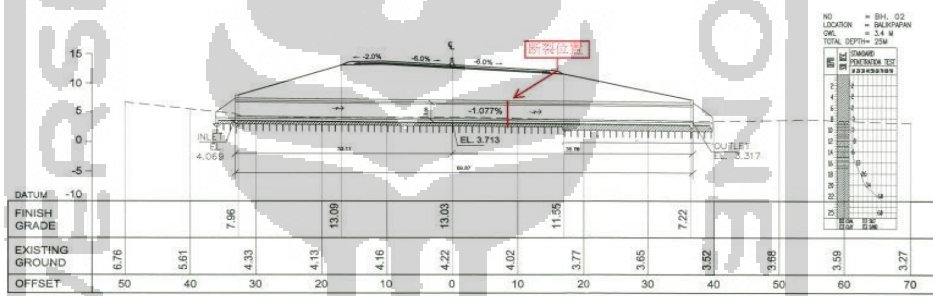 NO = BH. 02
LOCATION = BALIKPAPAN
GWL = 3.4 M
TOTAL DEPTH= 25M
STANDARD
PENETRATION TEST
断裂位置
-2.0% -6.0% -6.0%
15
10
5
0
-5
-10
-1.077%
INLET
EL.
4.069
EL. 3.713
OUTLET
EL. 3.317
DATUM
FINISH GRADE 7.96 13.09 13.03 11.55 7.22
EXISTING GROUND 6.76 5.61 4.33 4.13 4.16 4.22 4.02 3.77 3.65 3.52 3.68 3.59 3.27
OFFSET 50 40 30 20 10 0 10 20 30 40 50 60 70